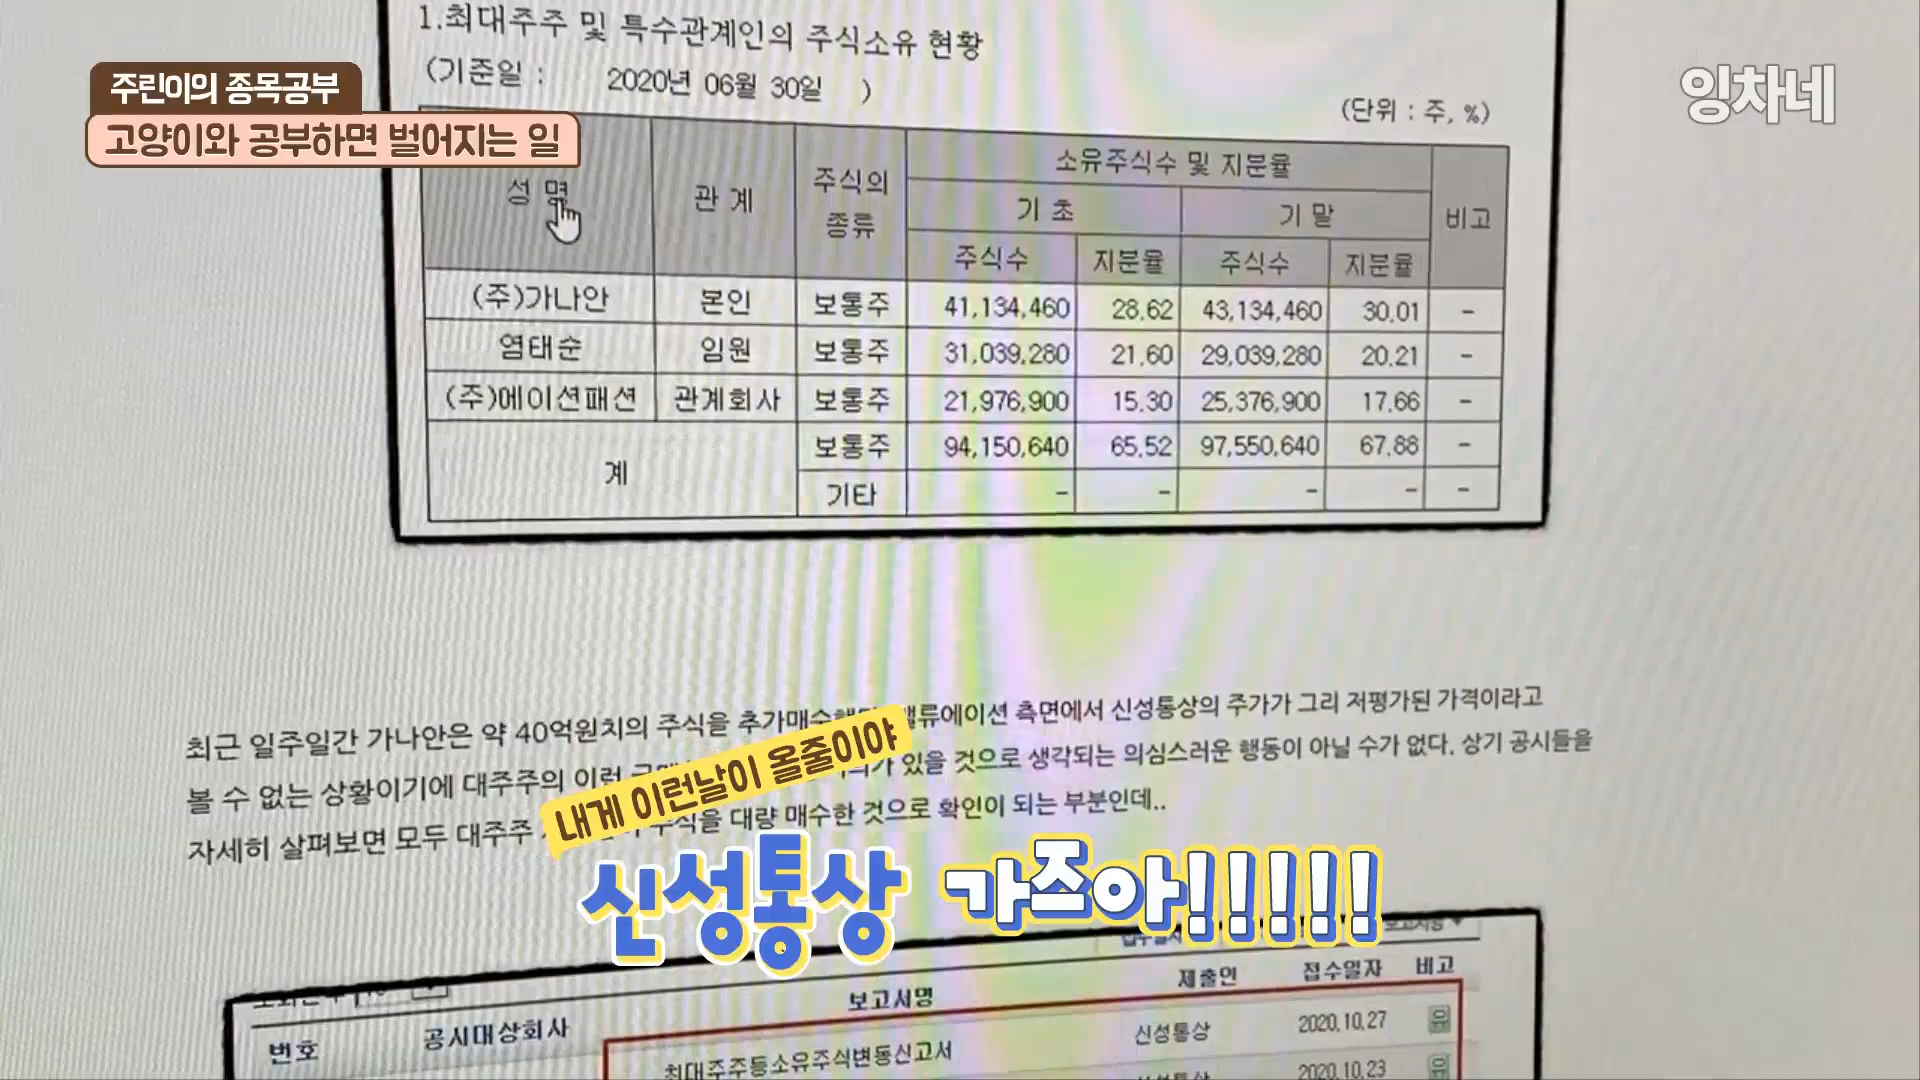 1.최대주주 및 특수관계인의 주식소유 현황
(기준일 : 2020년 06월 30일 )
(단위 : 주, %)
주린이의 종목공부
고양이와 공부하면 벌어지는 일
잉차네
성 명 관 계 주식의 종류 소유주식수 및 지분율 비고
기 초 기 말
주식수 지분율 주식수 지분율
(주)가나안 본인 보통주 41,134,460 28.62 43,134,460 30.01 -
염태순 임원 보통주 31,039,280 21.60 29,039,280 20.21 -
(주)에이션패션 관계회사 보통주 21,976,900 15.30 25,376,900 17.66 -
계 보통주 94,150,640 65.52 97,550,640 67.88 -
기타 - - - - -
최근 일주일간 가나안은 약 40억원치의 주식을 측면에서 신성통상의 주가가 그리 저평가된 가격이라고
볼 수 없는 상황이기에 대주주의 이런 있을 것으로 생각되는 의심스러운 행동이 아닐 수가 없다. 상기 공시들을
자세히 살펴보면 모두 대주주 주식을 대량 매수한 것으로 확인이 되는 부분인데..
내게 이런날이 올줄이야
신성통상 가즈아!!!!!
번호 공시대상회사 보고서명 제출인 접수일자 비고
최대주주등소유주식변동신고서 신성통상 2020.10.27 유
신성통상 2020.10.23 유